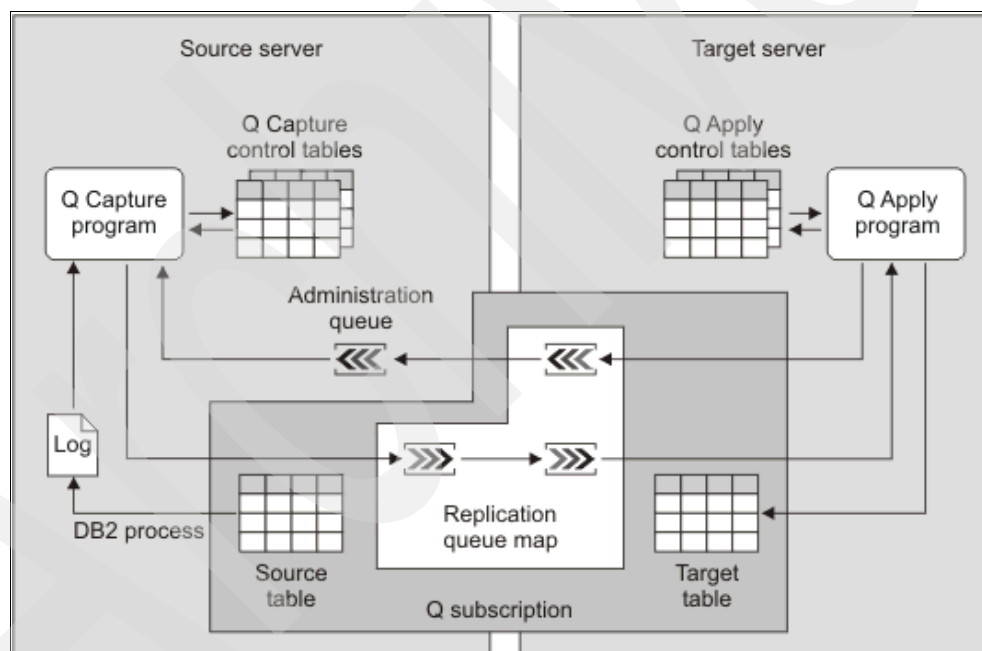 Source server
Target server
Q Capture
control tables
Q Apply
control tables
Q Capture
program
Q Apply
program
Administration
queue
Log
DB2 process
Replication
queue map
Source
table
Target
table
Q subscription